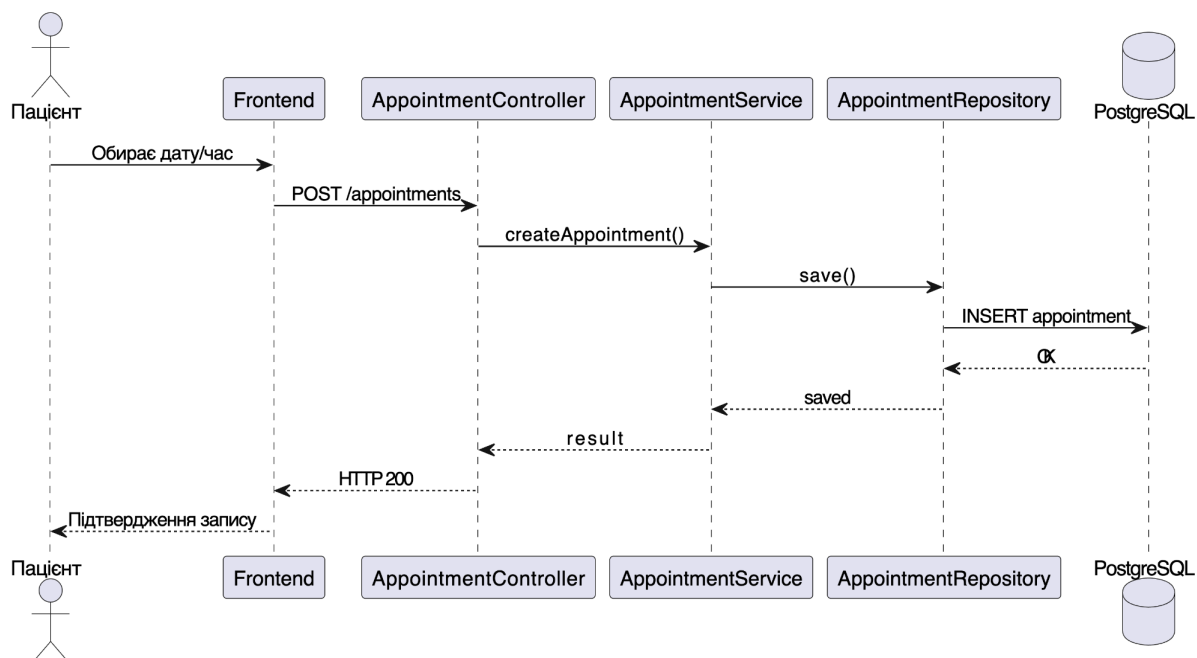 Пацієнт
Frontend
AppointmentController
AppointmentService
AppointmentRepository
PostgreSQL
Обирає дату/час
POST /appointments
createAppointment()
save()
INSERT appointment
OK
saved
result
HTTP 200
Підтвердження запису
Пацієнт
Frontend
AppointmentController
AppointmentService
AppointmentRepository
PostgreSQL